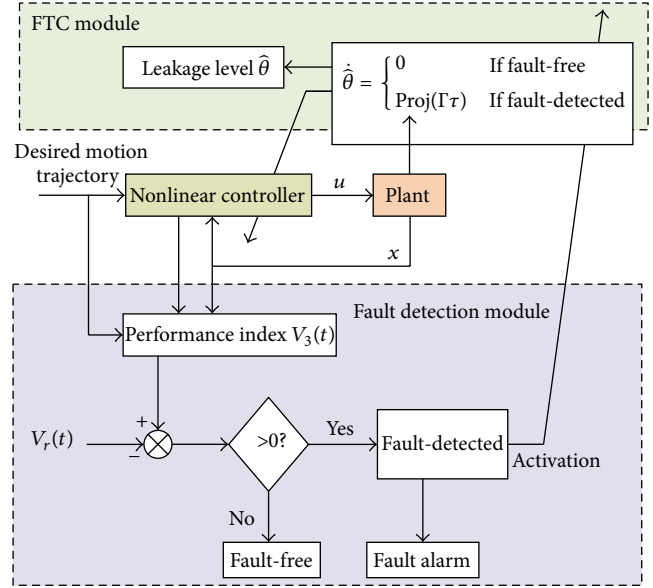 FTC module
Leakage level θ̂
θ̂̇ = { 0 If fault-free
Proj(Γτ) If fault-detected
Desired motion
trajectory
Nonlinear controller
u
Plant
x
Fault detection module
Performance index V₃(t)
+
Vᵣ(t)
−
>0?
Yes
Fault-detected
Activation
No
Fault-free
Fault alarm